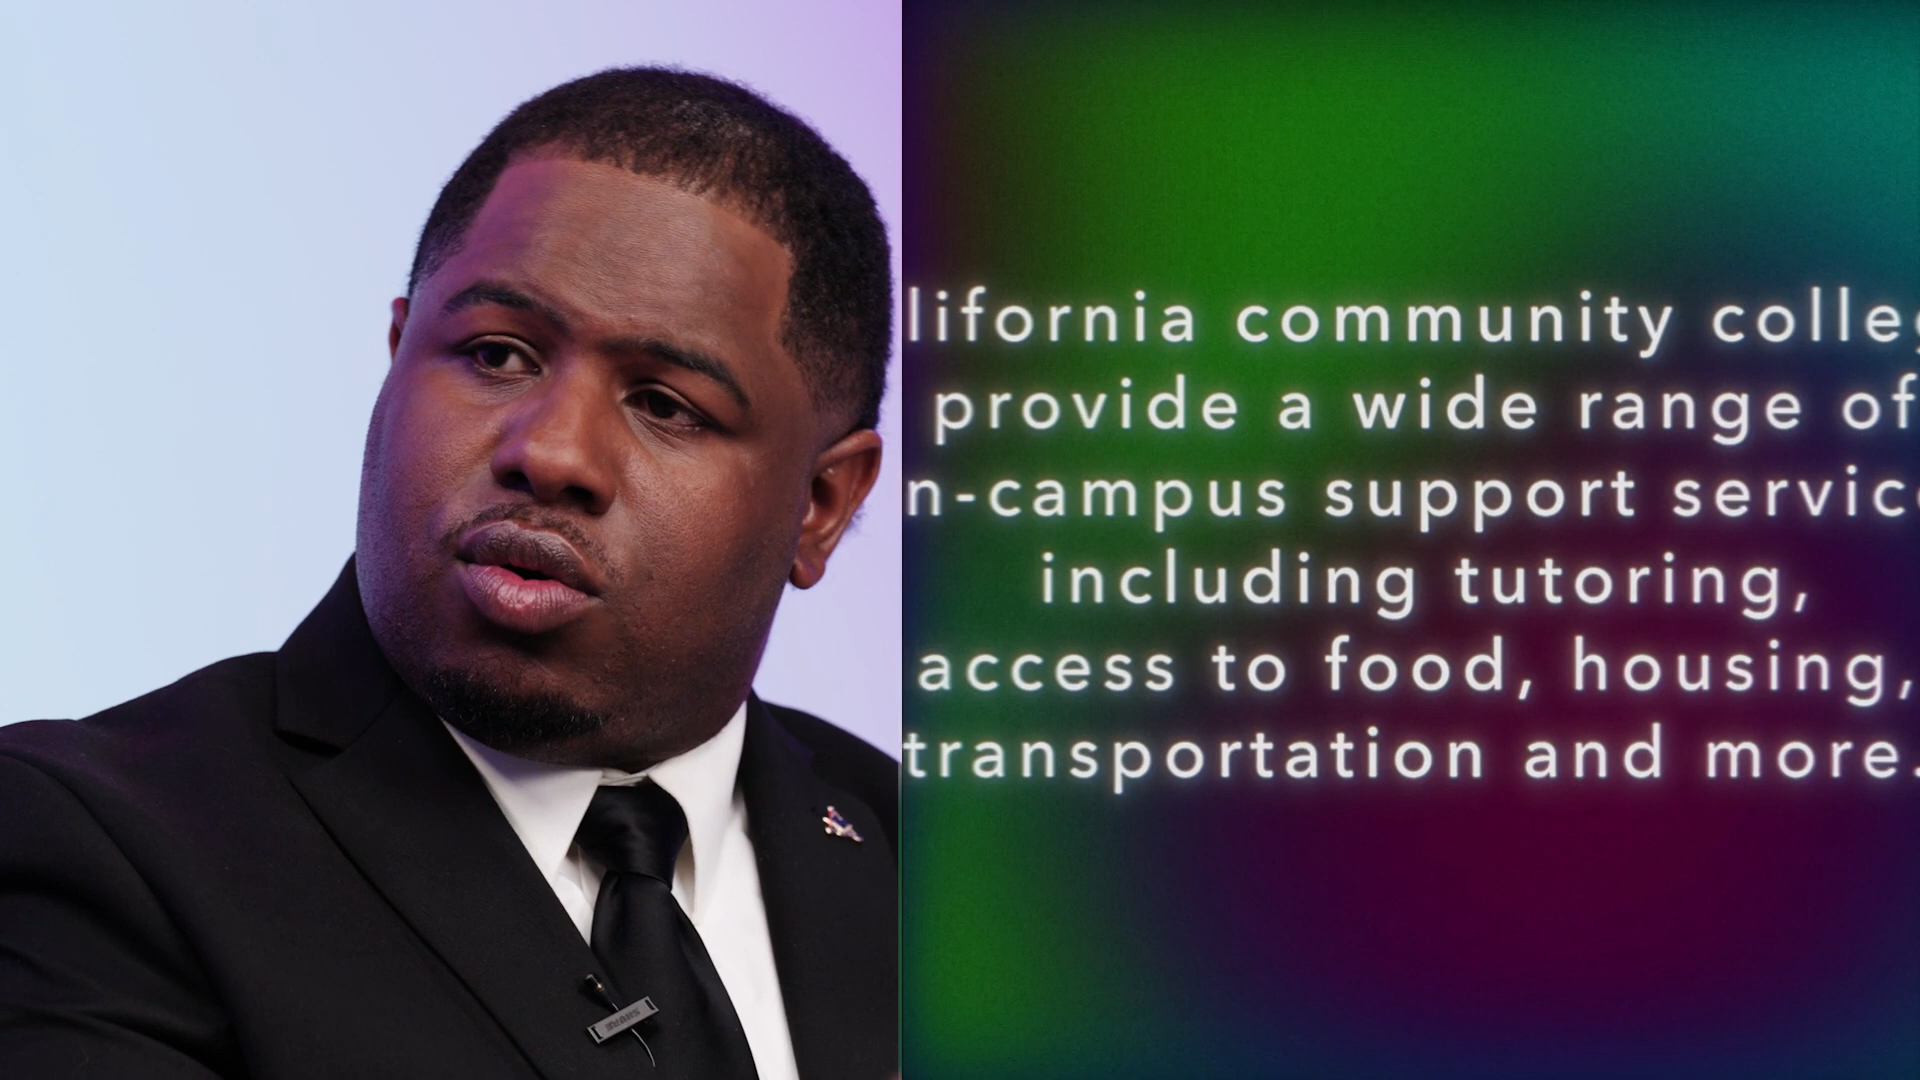 lifornia community colleg
provide a wide range of
n-campus support servic
including tutoring,
access to food, housing,
transportation and more.
SHURE